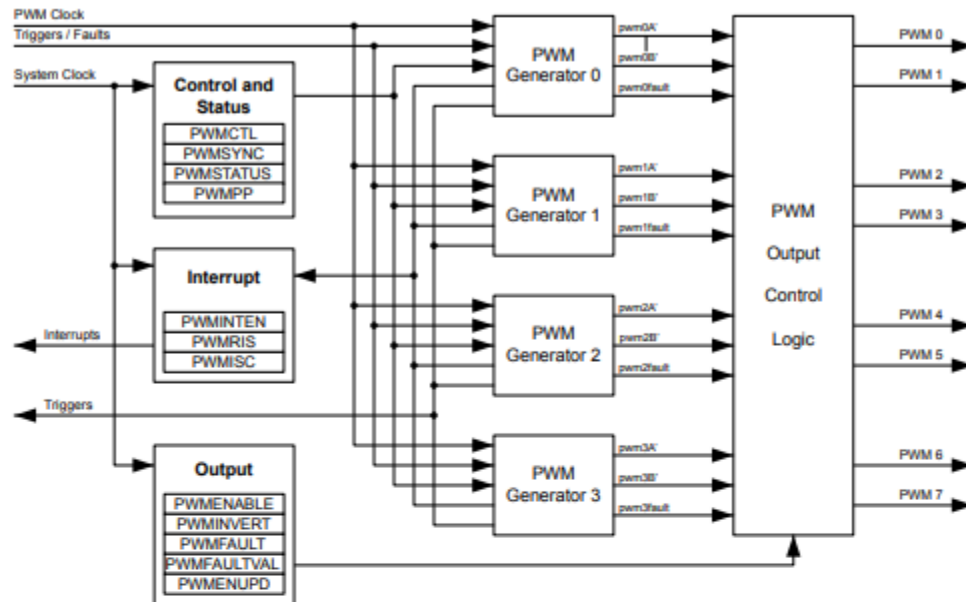 PWM Clock
Triggers / Faults
System Clock
Control and
Status
PWMCTL
PWMSYNC
PWMSTATUS
PWMPP
Interrupt
PWMINTEN
PWMRIS
PWMISC
Interrupts
Triggers
Output
PWMENABLE
PWMINVERT
PWMFAULT
PWMFAULTVAL
PWMENUPD
PWM
Generator 0
pwm0A'
pwm0B'
pwm0fault
PWM
Generator 1
pwm1A'
pwm1B'
pwm1fault
PWM
Generator 2
pwm2A'
pwm2B'
pwm2fault
PWM
Generator 3
pwm3A'
pwm3B'
pwm3fault
PWM
Output
Control
Logic
PWM 0
PWM 1
PWM 2
PWM 3
PWM 4
PWM 5
PWM 6
PWM 7